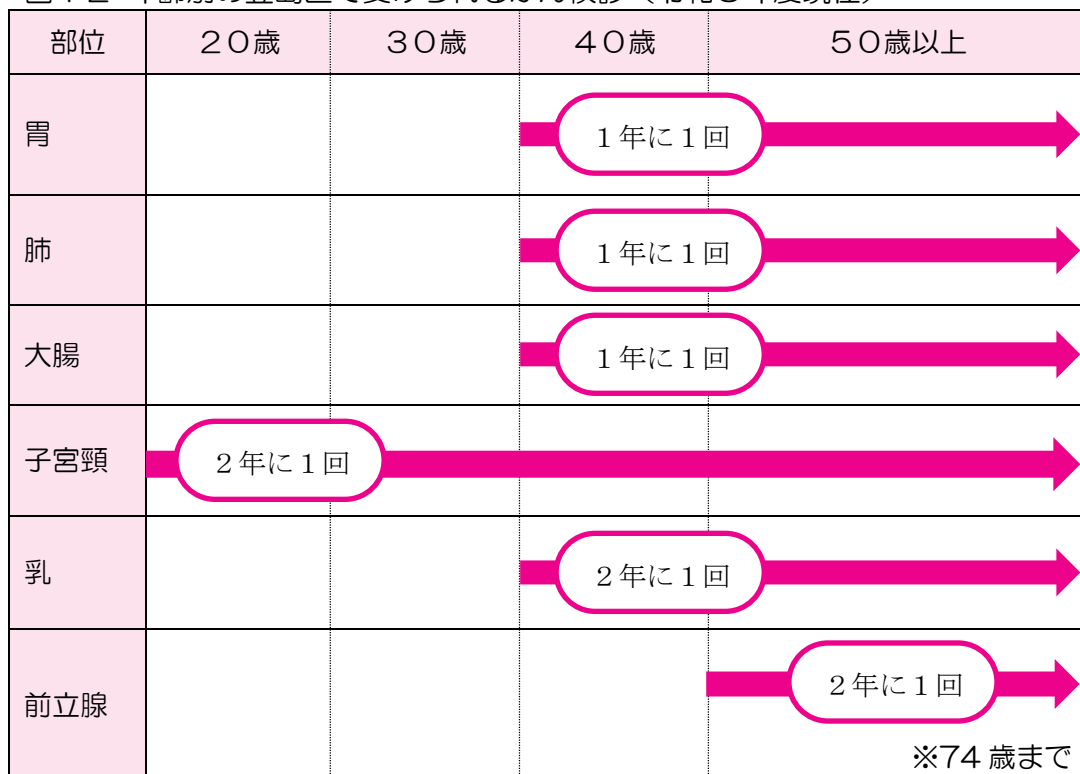 部位 20歳 30歳 40歳 50歳以上
胃 1年に1回
肺 1年に1回
大腸 1年に1回
子宮頸 2年に1回
乳 2年に1回
前立腺 2年に1回
※74歳まで